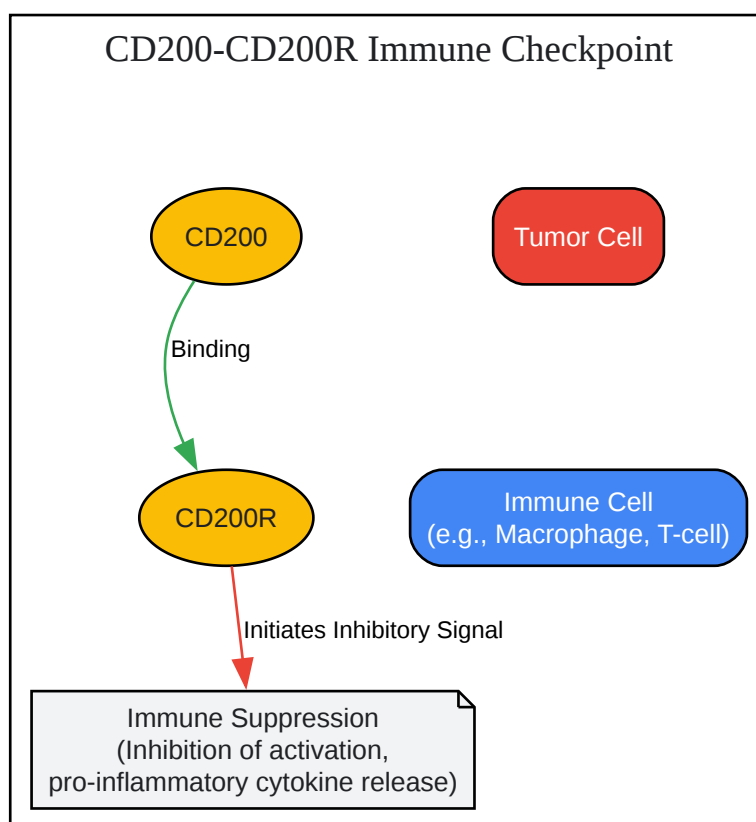 CD200-CD200R Immune Checkpoint
CD200
Tumor Cell
Binding
CD200R
Immune Cell
(e.g., Macrophage, T-cell)
Initiates Inhibitory Signal
Immune Suppression
(Inhibition of activation,
pro-inflammatory cytokine release)